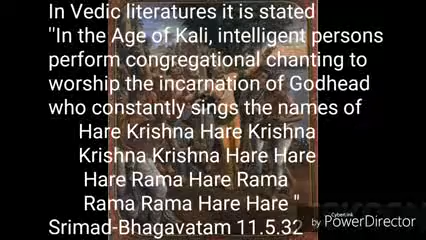 In Vedic literatures it is stated
"In the Age of Kali, intelligent persons
perform congregational chanting to
worship the incarnation of Godhead
who constantly sings the names of
Hare Krishna Hare Krishna
Krishna Krishna Hare Hare
Hare Rama Hare Rama
Rama Rama Hare Hare "
Srimad-Bhagavatam 11.5.32
by CyberLink PowerDirector